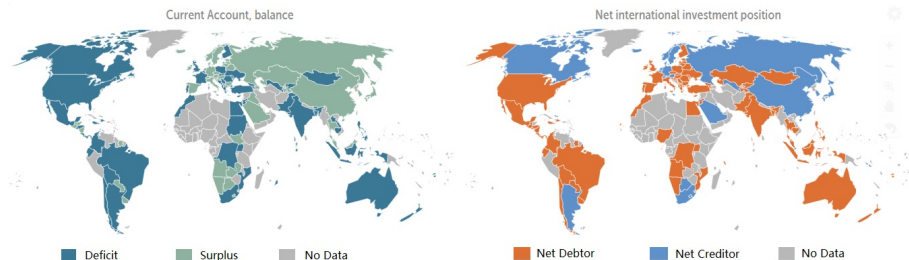 Current Account, balance
Net international investment position
Deficit
Surplus
No Data
Net Debtor
Net Creditor
No Data